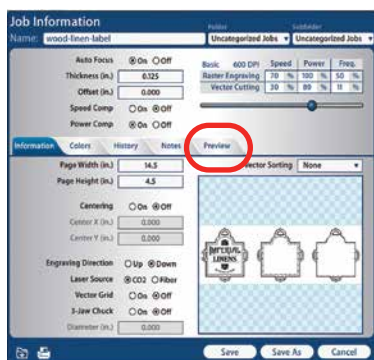 Job Information
Folder Subfolder
Name: wood-linen-label Uncategorized Jobs Uncategorized Jobs
Auto Focus On Off
Thickness (in.) 0.125
Offset (in.) 0.000
Speed Comp On Off
Power Comp On Off
Basic 600 DPI Speed Power Freq.
Raster Engraving 70 % 100 % 50 %
Vector Cutting 30 % 80 % 11 %
Information Colors History Notes Preview
Page Width (in.) 14.5
Page Height (in.) 4.5
Vector Sorting None
Centering On Off
Center X (in.) 0.000
Center Y (in.) 0.000
IMPERIAL
LINENS
Engraving Direction Up Down
Laser Source CO2 Fiber
Vector Grid On Off
3-Jaw Chuck On Off
Diameter (in.) 0.000
Save Save As Cancel